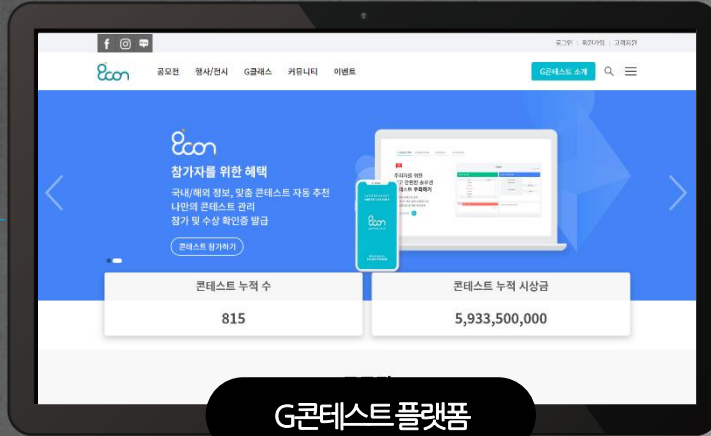 로그인 | 회원가입 | 고객지원
8con
공모전 행사/전시 G클래스 커뮤니티 이벤트
G콘테스트 소개
8con
참가자를 위한 혜택
국내/해외 정보, 맞춤 콘테스트 자동 추천
나만의 콘테스트 관리
참가 및 수상 확인증 발급
콘테스트 참가하기
8con
콘테스트 누적 수
815
콘테스트 누적 시상금
5,933,500,000
G콘테스트 플랫폼